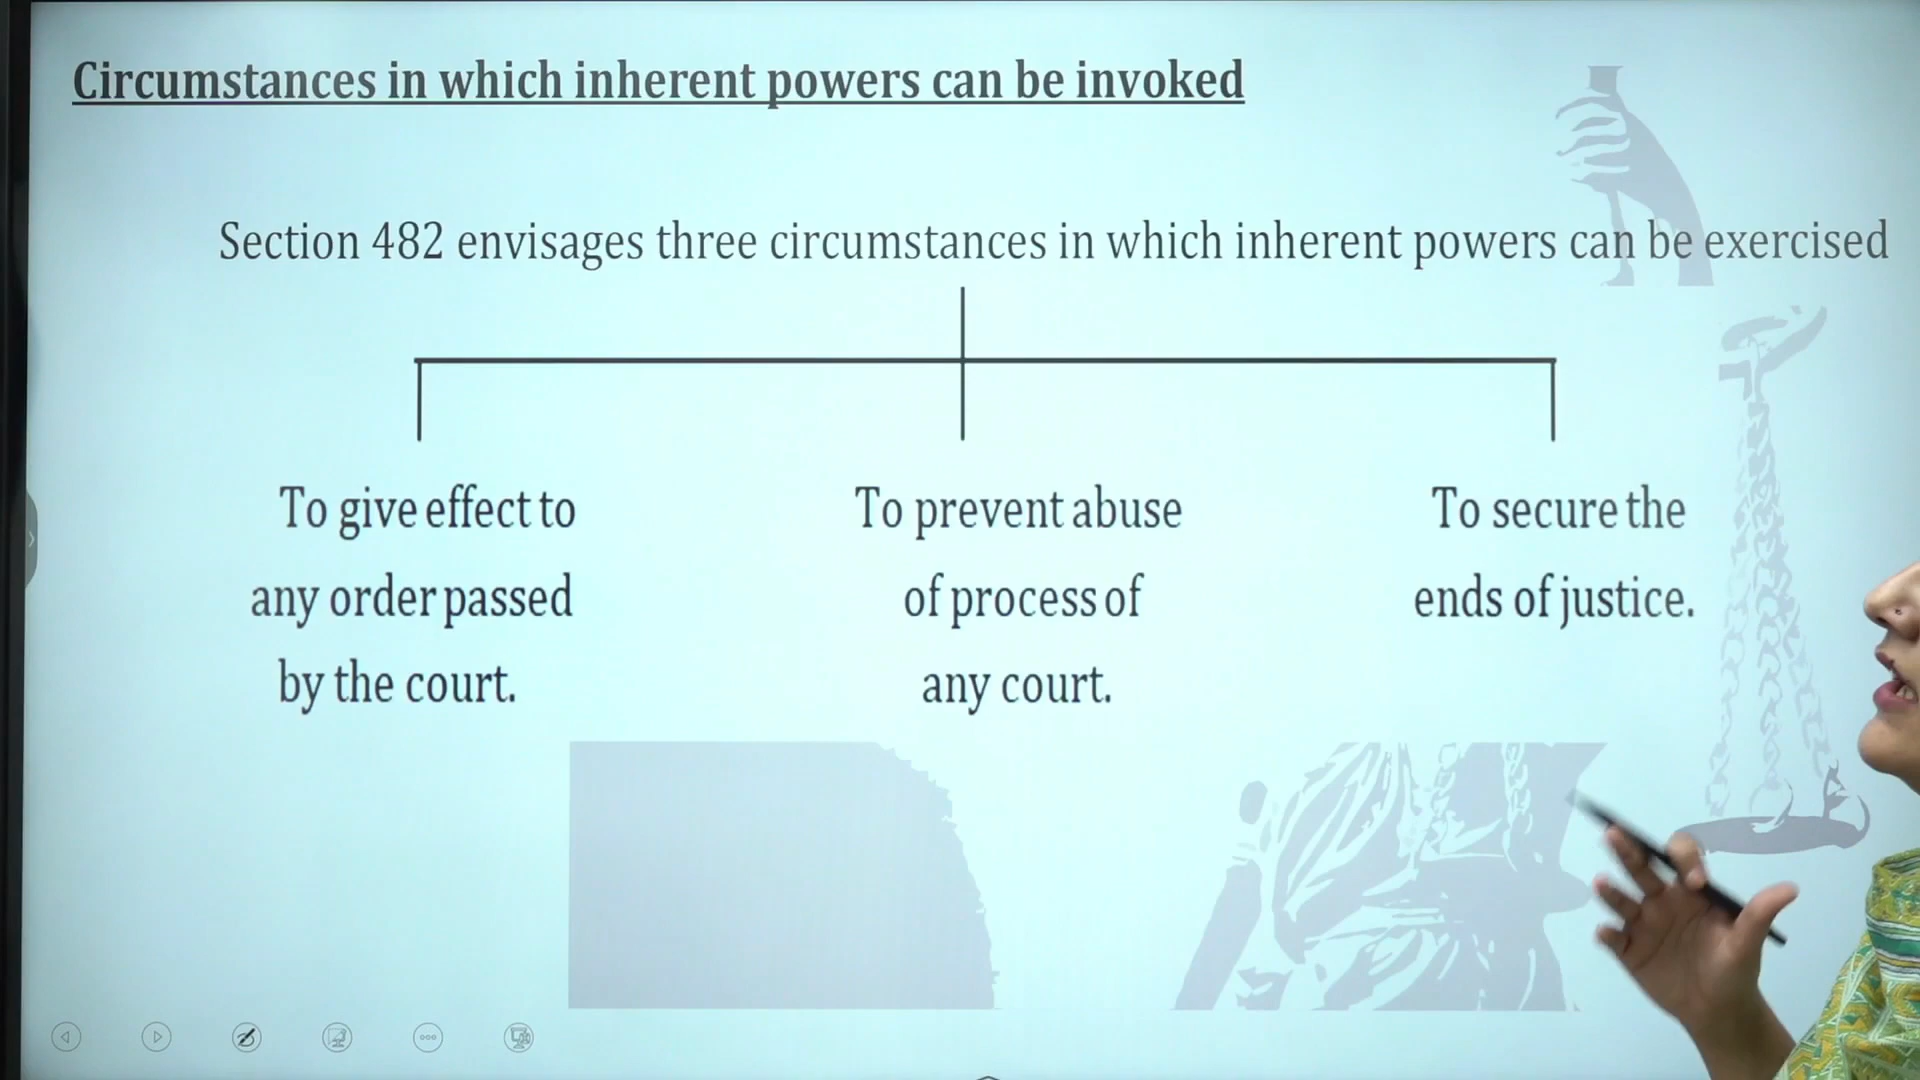 Circumstances in which inherent powers can be invoked
Section 482 envisages three circumstances in which inherent powers can be exercised
To give effect to
any order passed
by the court.
To prevent abuse
of process of
any court.
To secure the
ends of justice.